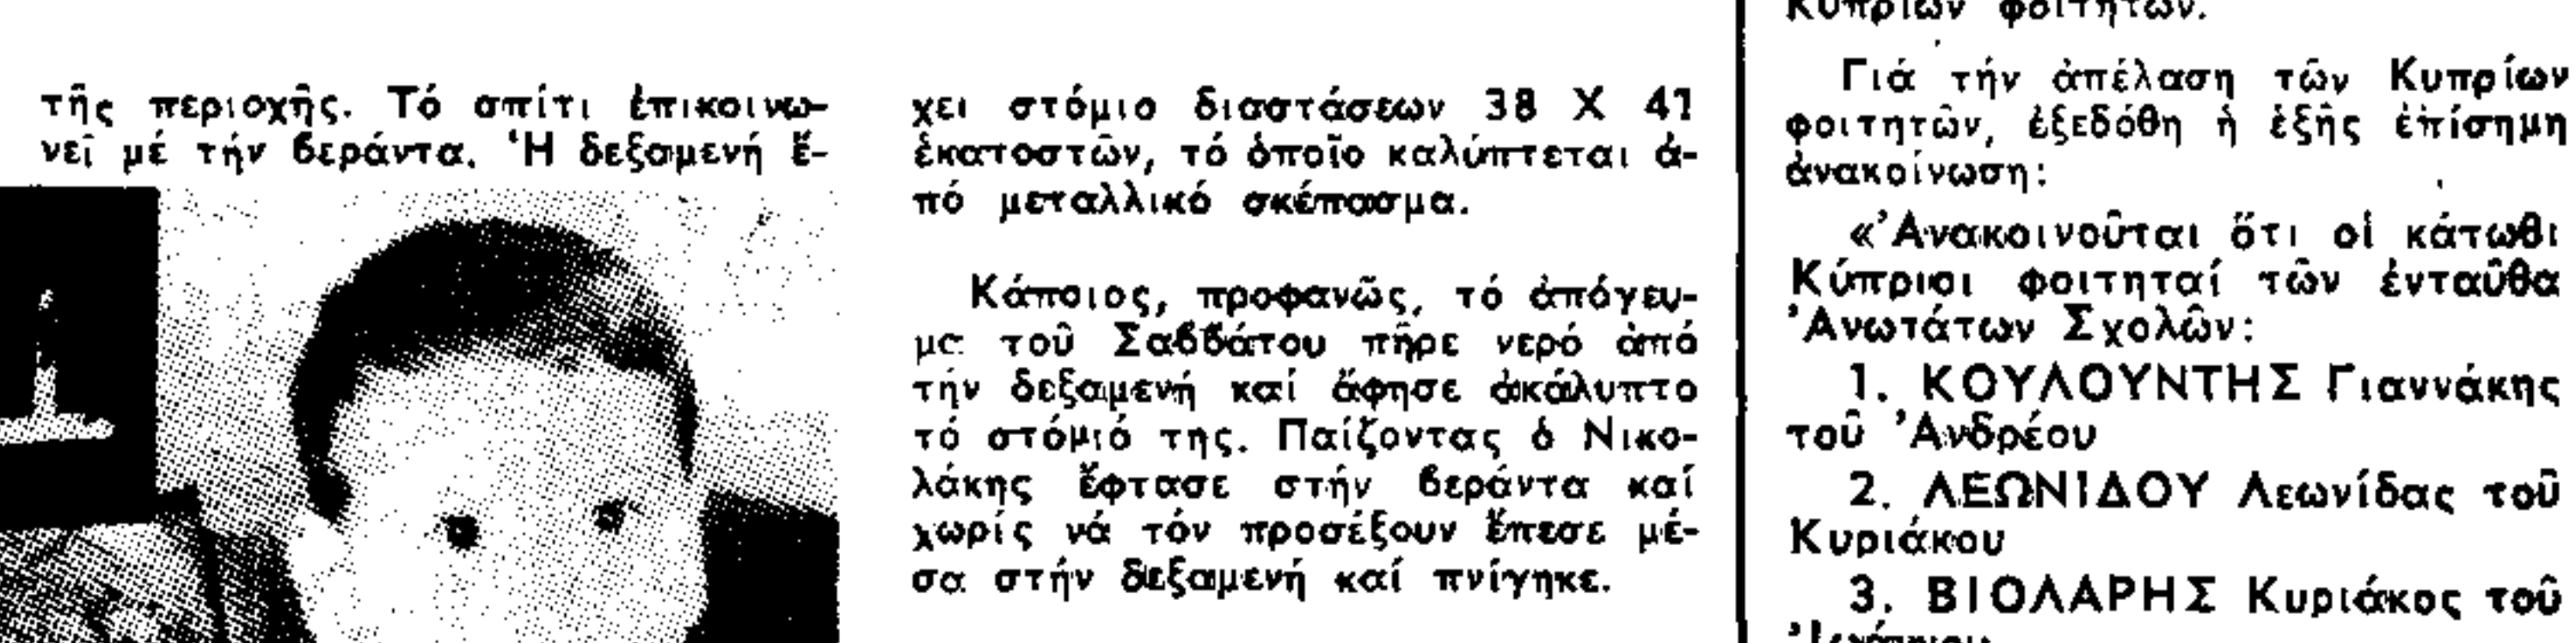 τῆς περιοχῆς. Τό σπίτι ἐπικοινω-
νεῖ μέ τήν βεράντα. Ἡ δεξαμενή ἔ-
χει στόμιο διαστάσεων 38 Χ 41
ἑκατοστῶν, τό ὁποῖο καλύπτεται ἀ-
πό μεταλλικό σκέπασμα.
Κάποιος, προφανῶς, τό ἀπόγευ-
μα τοῦ Σαββάτου πῆρε νερό ἀπό
τήν δεξαμενή καί ἄφησε ἀκάλυπτο
τό στόμιό της. Παίζοντας ὁ Νικο-
λάκης ἔφτασε στήν βεράντα καί
χωρίς νά τόν προσέξουν ἔπεσε μέ-
σα στήν δεξαμενή καί πνίγηκε.
Κυπρίων φοιτητῶν.
Γιά τήν ἀπέλαση τῶν Κυπρίων
φοιτητῶν, ἐξεδόθη ἡ ἑξῆς ἐπίσημη
ἀνακοίνωση:
«Ἀνακοινοῦται ὅτι οἱ κάτωθι
Κύπριοι φοιτηταί τῶν ἐνταῦθα
Ἀνωτάτων Σχολῶν:
1. ΚΟΥΛΟΥΝΤΗΣ Γιαννάκης
τοῦ Ἀνδρέου
2. ΛΕΩΝΙΔΟΥ Λεωνίδας τοῦ
Κυριάκου
3. ΒΙΟΛΑΡΗΣ Κυριάκος τοῦ